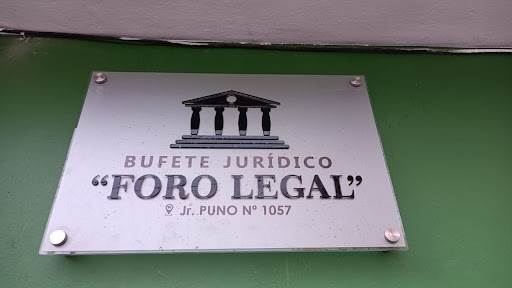 BUFETE JURÍDICO
“FORO LEGAL”
Jr. PUNO Nº 1057